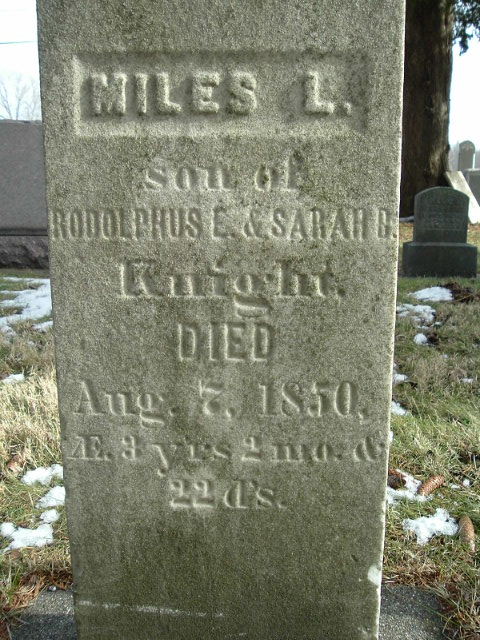 MILES L.
Son of
RODOLPHUS E. & SARAH D.
Knight.
DIED
Aug. 7, 1850,
Æ. 3 yrs 2 mo. &
22 d's.